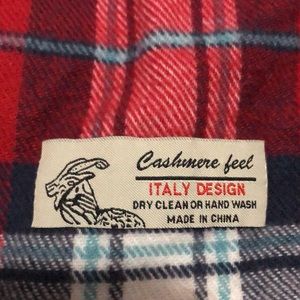 Cashmere feel
ITALY DESIGN
DRY CLEAN OR HAND WASH
MADE IN CHINA